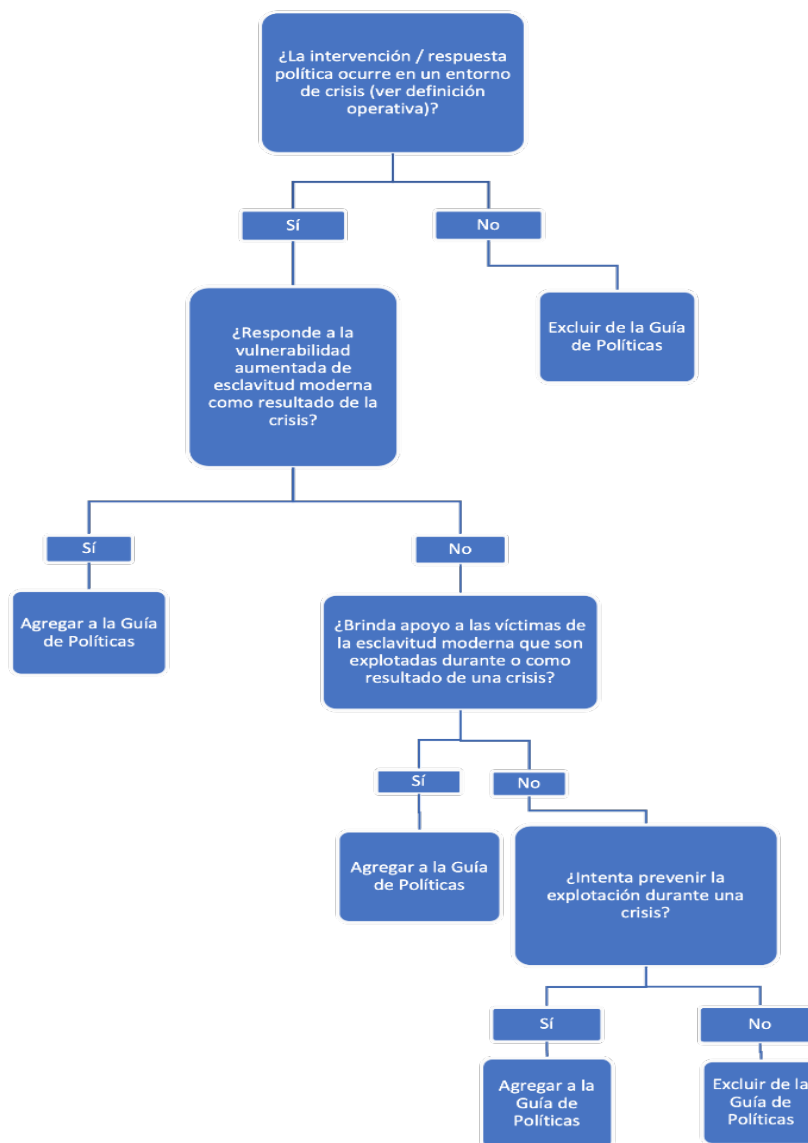 ¿La intervención / respuesta
política ocurre en un entorno
de crisis (ver definición
operativa)?
Sí
No
¿Responde a la
vulnerabilidad
aumentada de
esclavitud moderna
como resultado de la
crisis?
Excluir de la Guía
de Políticas
Sí
No
Agregar a la Guía
de Políticas
¿Brinda apoyo a las víctimas de
la esclavitud moderna que son
explotadas durante o como
resultado de una crisis?
Sí
No
Agregar a la Guía
de Políticas
¿Intenta prevenir la
explotación durante una
crisis?
Sí
No
Agregar a la
Guía de
Políticas
Excluir de la
Guía de
Políticas